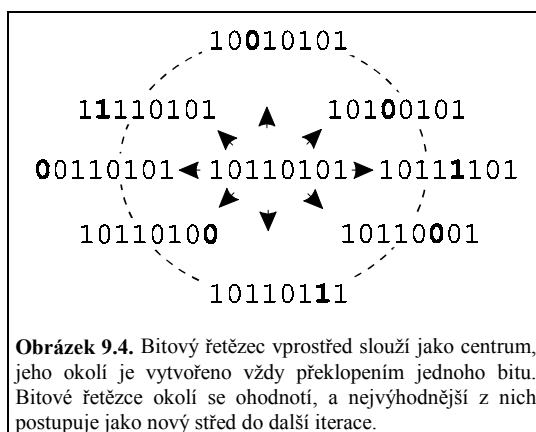 10010101
11110101 10100101
00110101 10110101 10111101
10110100 10110001
10110111
Obrázek 9.4. Bitový řetězec vprostřed slouží jako centrum,
jeho okolí je vytvořeno vždy překlopením jednoho bitu.
Bitové řetězce okolí se ohodnotí, a nejvýhodnější z nich
postupuje jako nový střed do další iterace.